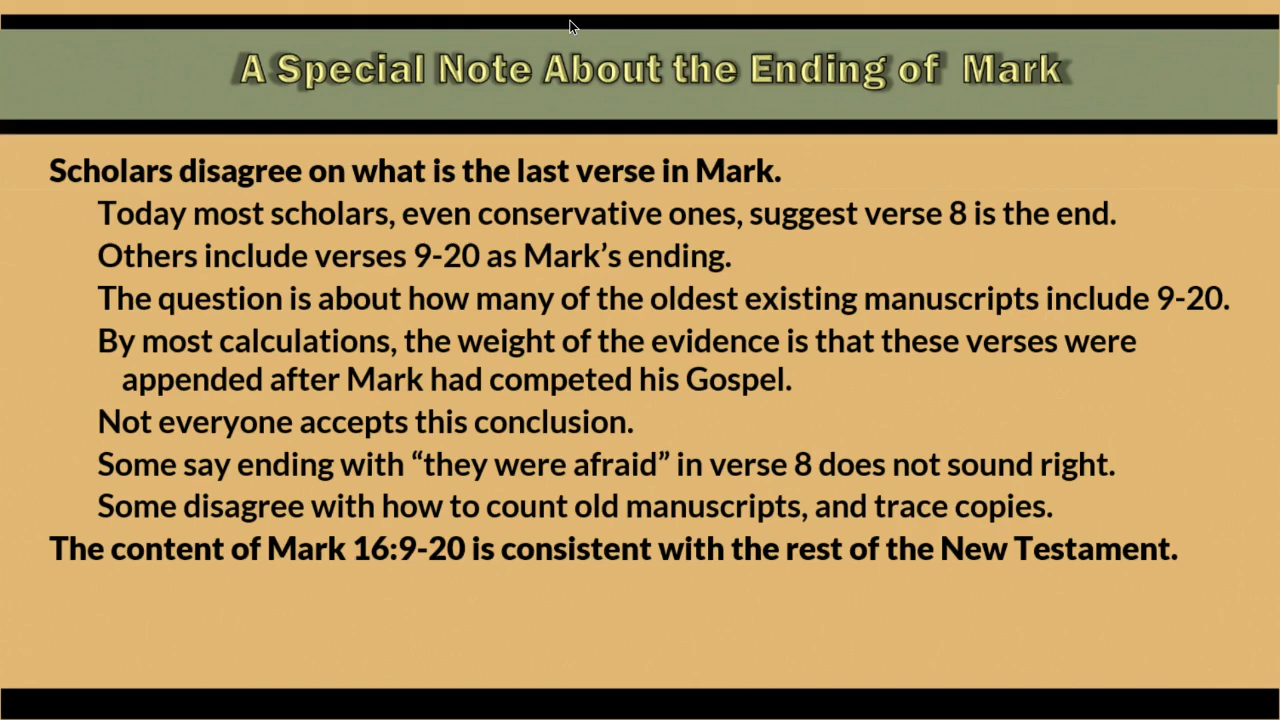 A Special Note About the Ending of Mark
Scholars disagree on what is the last verse in Mark.
Today most scholars, even conservative ones, suggest verse 8 is the end.
Others include verses 9-20 as Mark’s ending.
The question is about how many of the oldest existing manuscripts include 9-20.
By most calculations, the weight of the evidence is that these verses were
appended after Mark had competed his Gospel.
Not everyone accepts this conclusion.
Some say ending with “they were afraid” in verse 8 does not sound right.
Some disagree with how to count old manuscripts, and trace copies.
The content of Mark 16:9-20 is consistent with the rest of the New Testament.